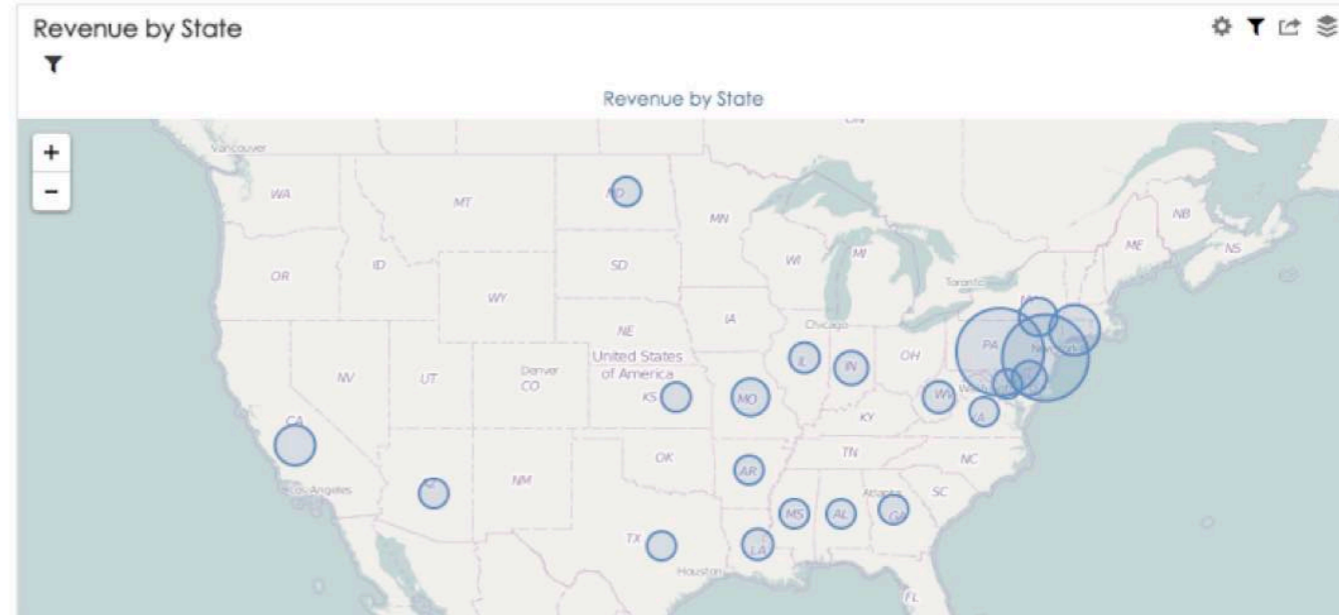 Revenue by State
Revenue by State
+
−
Vancouver
WA
MT
MN
NB
ME
NS
OR
ID
SD
WI
MI
Toronto
WY
IA
Chicago
NE
PA
NV
UT
Denver
CO
United States
of America
IL
IN
OH
KS
MO
WV
KY
CA
OK
AR
TN
NC
Los Angeles
NM
MS
AL
Atlanta
GA
SC
TX
LA
Houston
FL